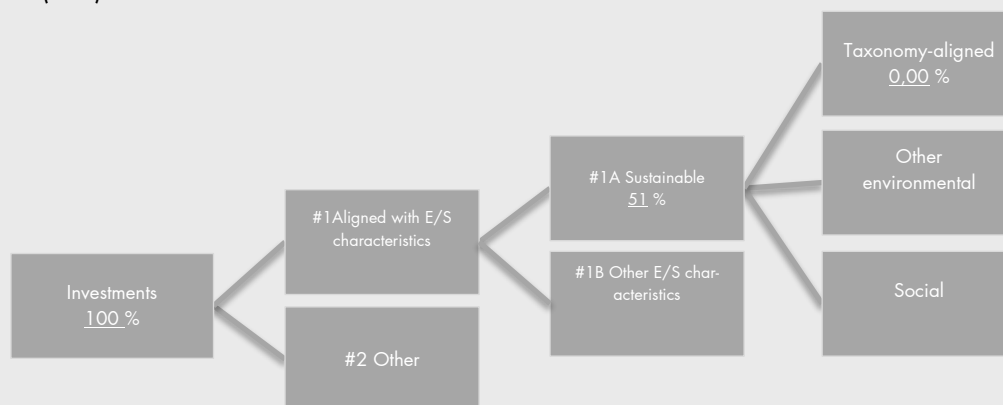 Taxonomy-aligned
0,00 %
Other
environmental
#1A Sustainable
51 %
#1Aligned with E/S
characteristics
#1B Other E/S char-
acteristics
Investments
100 %
Social
#2 Other